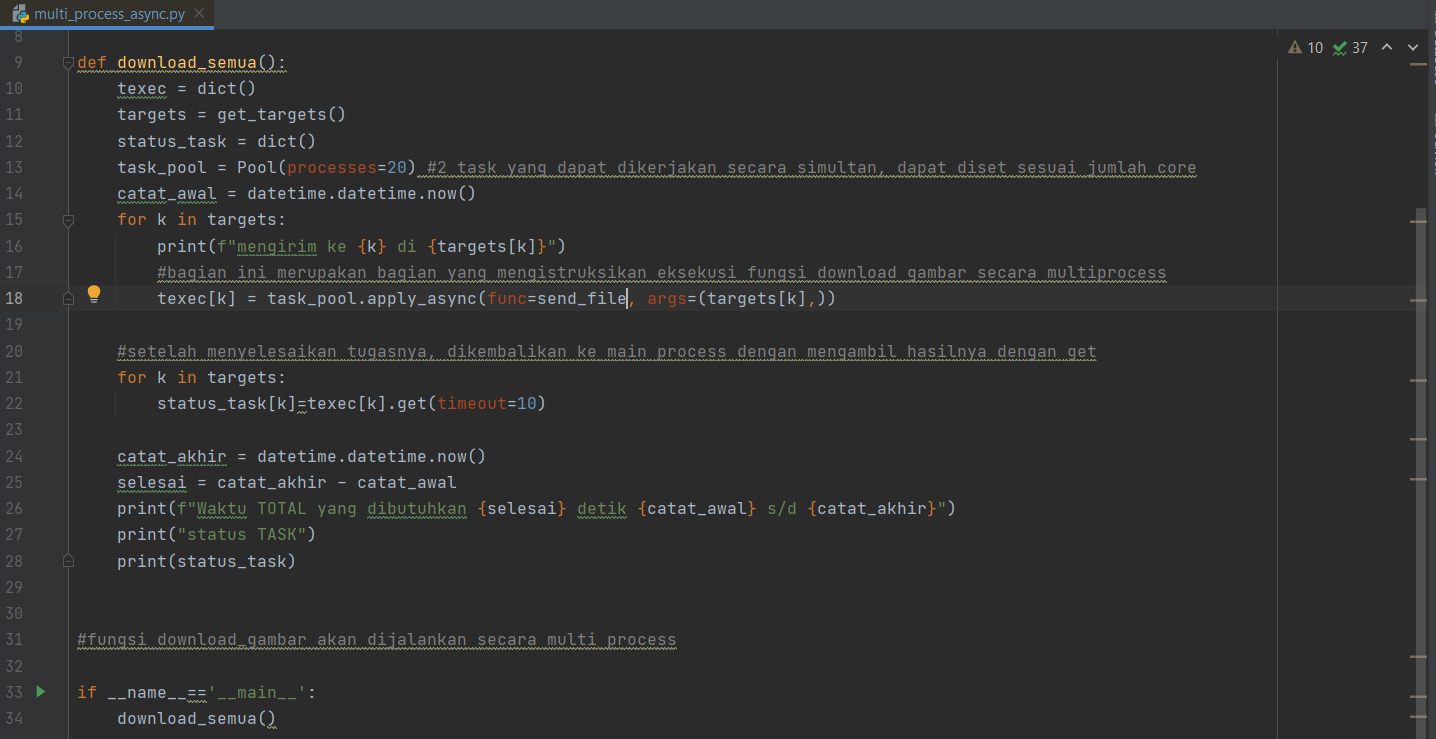 multi_process_async.py
10 37
8
9 def download_semua():
10 texec = dict()
11 targets = get_targets()
12 status_task = dict()
13 task_pool = Pool(processes=20) #2 task yang dapat dikerjakan secara simultan, dapat diset sesuai jumlah core
14 catat_awal = datetime.datetime.now()
15 for k in targets:
16 print(f"mengirim ke {k} di {targets[k]}")
17 #bagian ini merupakan bagian yang mengistruksikan eksekusi fungsi download gambar secara multiprocess
18 texec[k] = task_pool.apply_async(func=send_file, args=(targets[k],))
19
20 #setelah menyelesaikan tugasnya, dikembalikan ke main process dengan mengambil hasilnya dengan get
21 for k in targets:
22 status_task[k]=texec[k].get(timeout=10)
23
24 catat_akhir = datetime.datetime.now()
25 selesai = catat_akhir - catat_awal
26 print(f"Waktu TOTAL yang dibutuhkan {selesai} detik {catat_awal} s/d {catat_akhir}")
27 print("status TASK")
28 print(status_task)
29
30
31 #fungsi download_gambar akan dijalankan secara multi process
32
33 if __name__=='__main__':
34 download_semua()